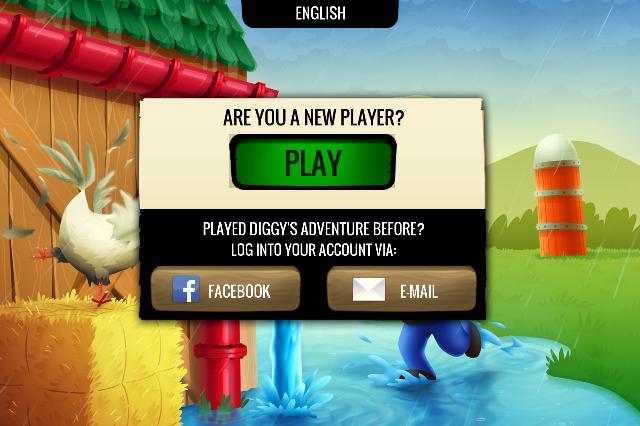 ENGLISH
ARE YOU A NEW PLAYER?
PLAY
PLAYED DIGGY'S ADVENTURE BEFORE?
LOG INTO YOUR ACCOUNT VIA:
FACEBOOK
E-MAIL